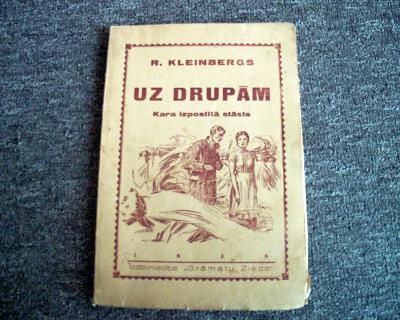 R. KLEINBERGS
UZ DRUPĀM
Kara izpostītā stāsts
Izdevniecība „Grāmatu Zieds"